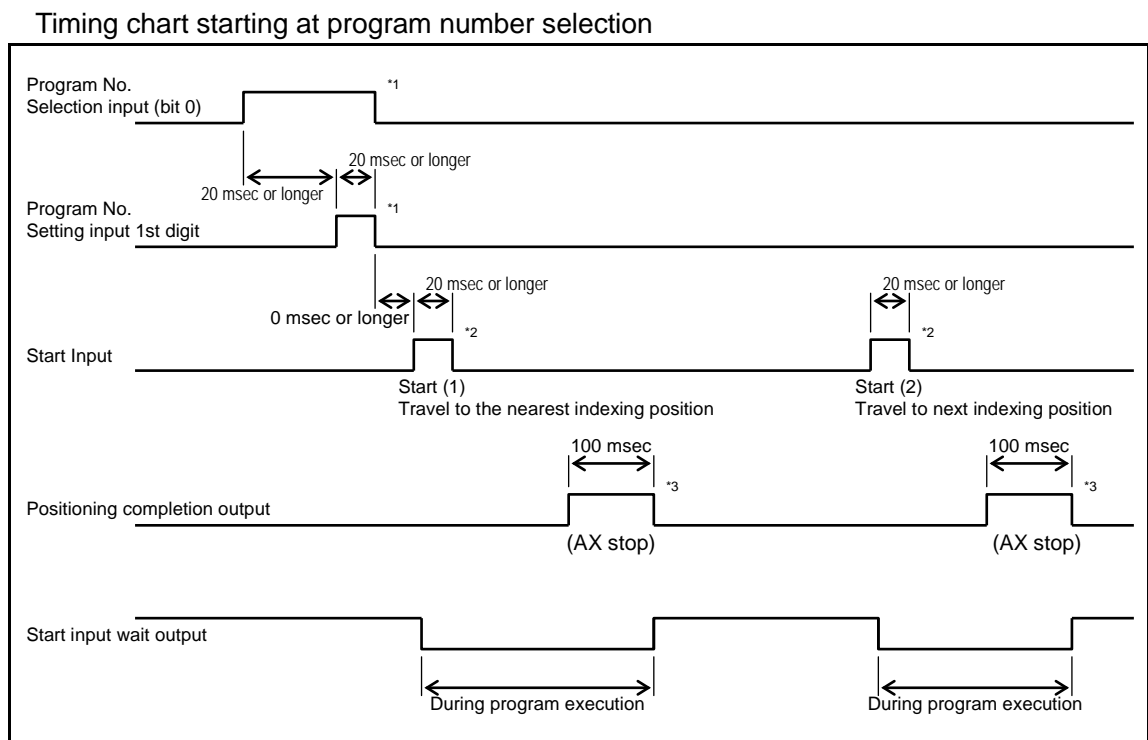 Timing chart starting at program number selection
Program No.
Selection input (bit 0)
*1
20 msec or longer
20 msec or longer
Program No.
Setting input 1st digit
*1
20 msec or longer
20 msec or longer
0 msec or longer
*2
*2
Start Input
Start (1)
Travel to the nearest indexing position
Start (2)
Travel to next indexing position
100 msec
100 msec
*3
*3
Positioning completion output
(AX stop)
(AX stop)
Start input wait output
During program execution
During program execution